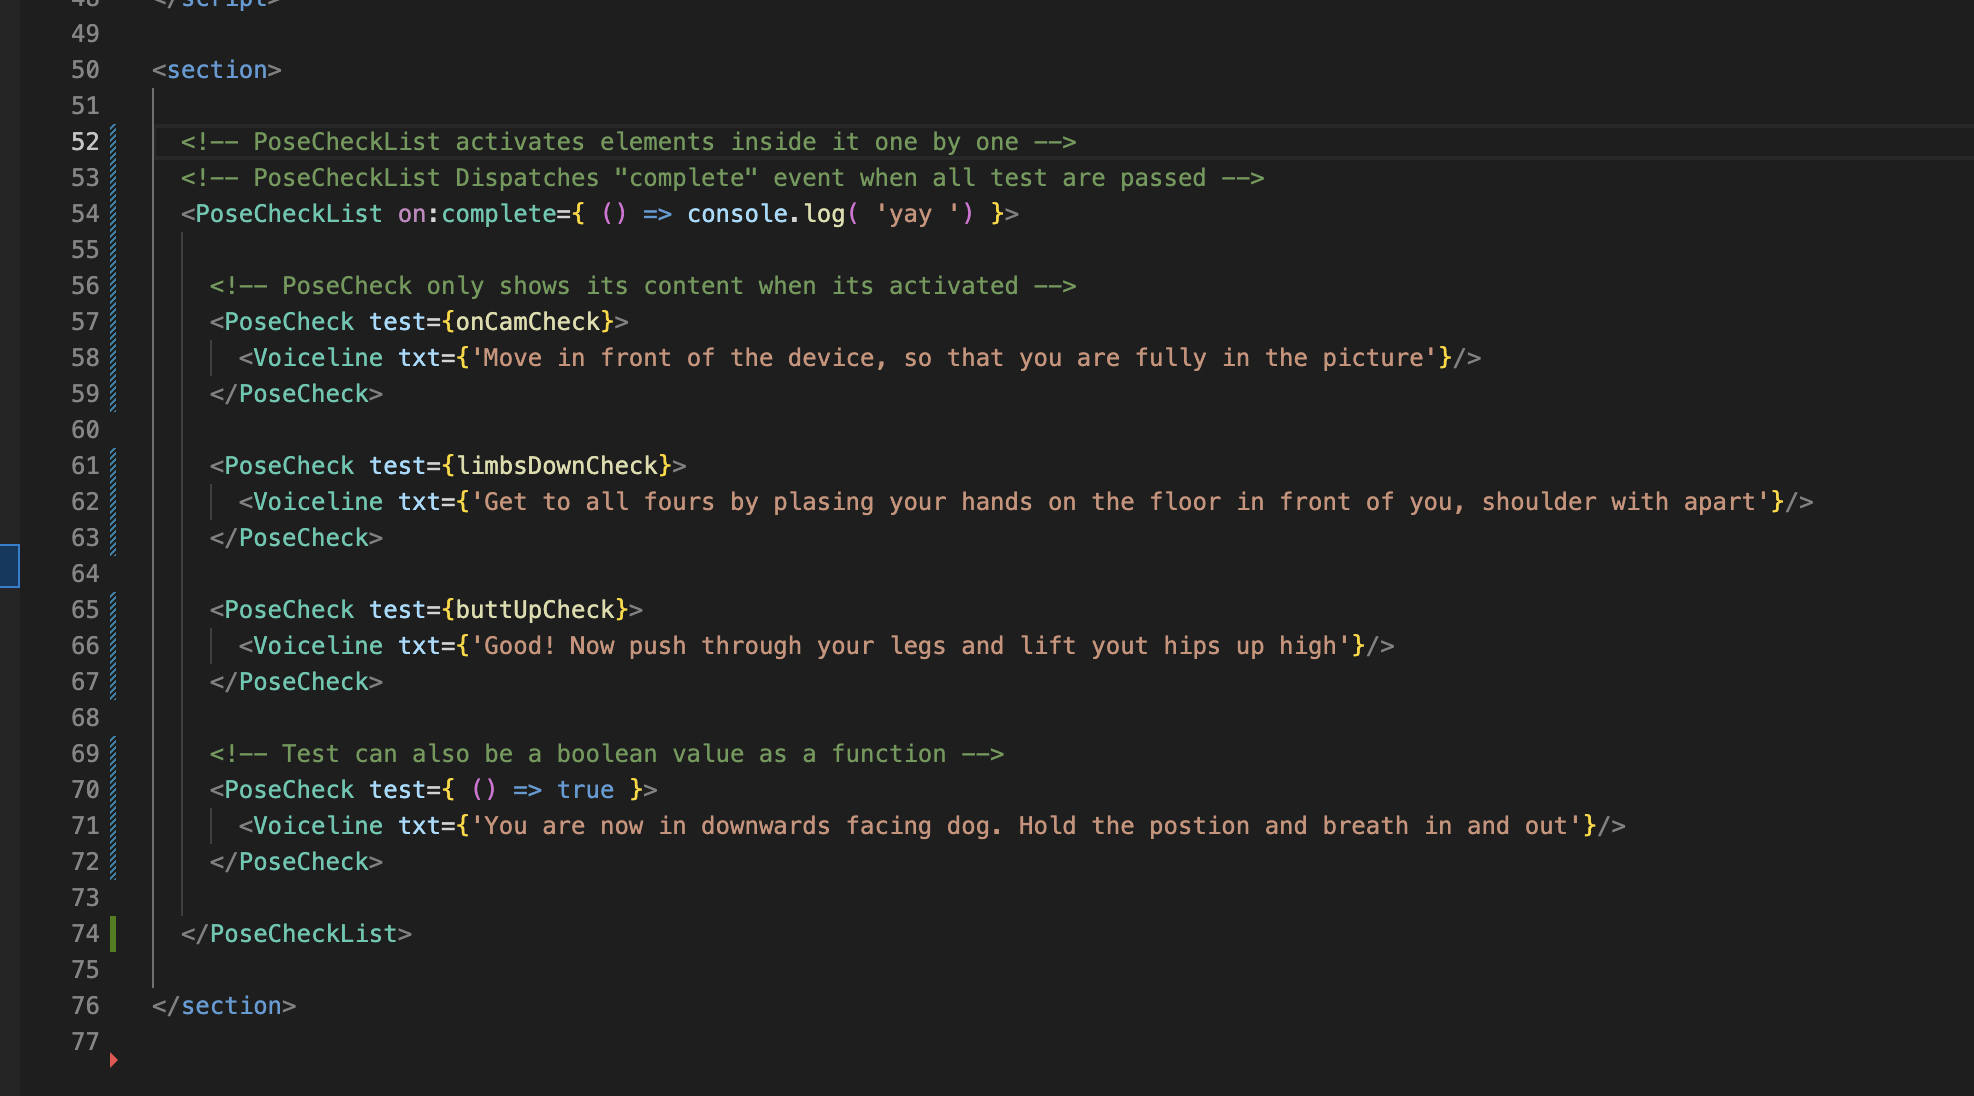 48 </script>
49
50 <section>
51
52 <!-- PoseCheckList activates elements inside it one by one -->
53 <!-- PoseCheckList Dispatches "complete" event when all test are passed -->
54 <PoseCheckList on:complete={ () => console.log( 'yay ') }>
55
56 <!-- PoseCheck only shows its content when its activated -->
57 <PoseCheck test={onCamCheck}>
58 <Voiceline txt={'Move in front of the device, so that you are fully in the picture'}/>
59 </PoseCheck>
60
61 <PoseCheck test={limbsDownCheck}>
62 <Voiceline txt={'Get to all fours by plasing your hands on the floor in front of you, shoulder with apart'}/>
63 </PoseCheck>
64
65 <PoseCheck test={buttUpCheck}>
66 <Voiceline txt={'Good! Now push through your legs and lift yout hips up high'}/>
67 </PoseCheck>
68
69 <!-- Test can also be a boolean value as a function -->
70 <PoseCheck test={ () => true }>
71 <Voiceline txt={'You are now in downwards facing dog. Hold the postion and breath in and out'}/>
72 </PoseCheck>
73
74 </PoseCheckList>
75
76 </section>
77